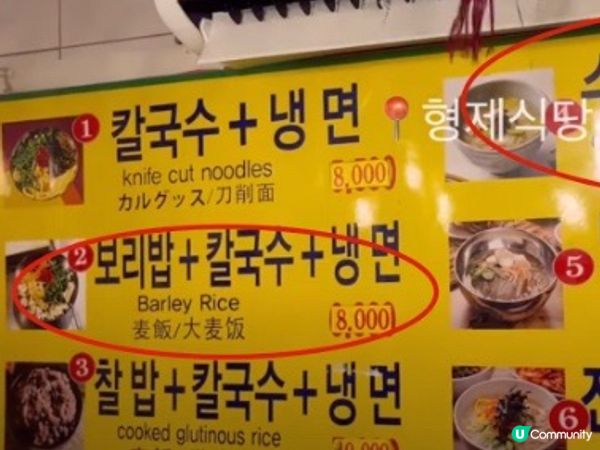 1 칼국수+냉면
knife cut noodles
カルグッス/刀削面
8,000
형제식당
2 보리밥+칼국수+냉면
Barley Rice
麦飯/大麦饭
8,000
5
3 찰밥+칼국수+냉면
cooked glutinous rice
6
U Community